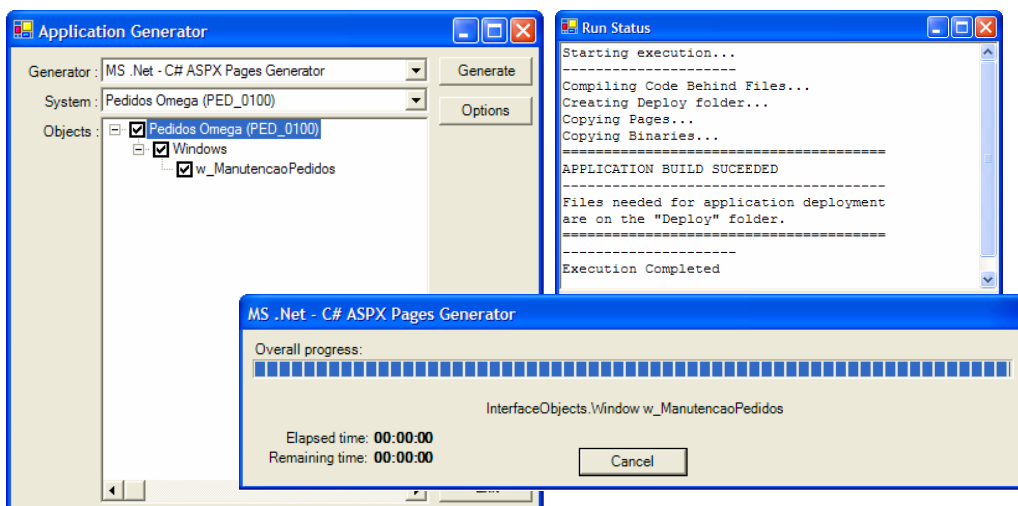 Application Generator
Generator : MS .Net - C# ASPX Pages Generator
Generate
System : Pedidos Omega (PED_0100)
Options
Objects :
Pedidos Omega (PED_0100)
Windows
w_ManutencaoPedidos
Run Status
Starting execution...
---------------------
Compiling Code Behind Files...
Creating Deploy folder...
Copying Pages...
Copying Binaries...
=======================================
APPLICATION BUILD SUCEEDED
---------------------------------------
Files needed for application deployment
are on the "Deploy" folder.
=======================================
---------------------
Execution Completed
MS .Net - C# ASPX Pages Generator
Overall progress:
InterfaceObjects.Window w_ManutencaoPedidos
Elapsed time: 00:00:00
Remaining time: 00:00:00
Cancel